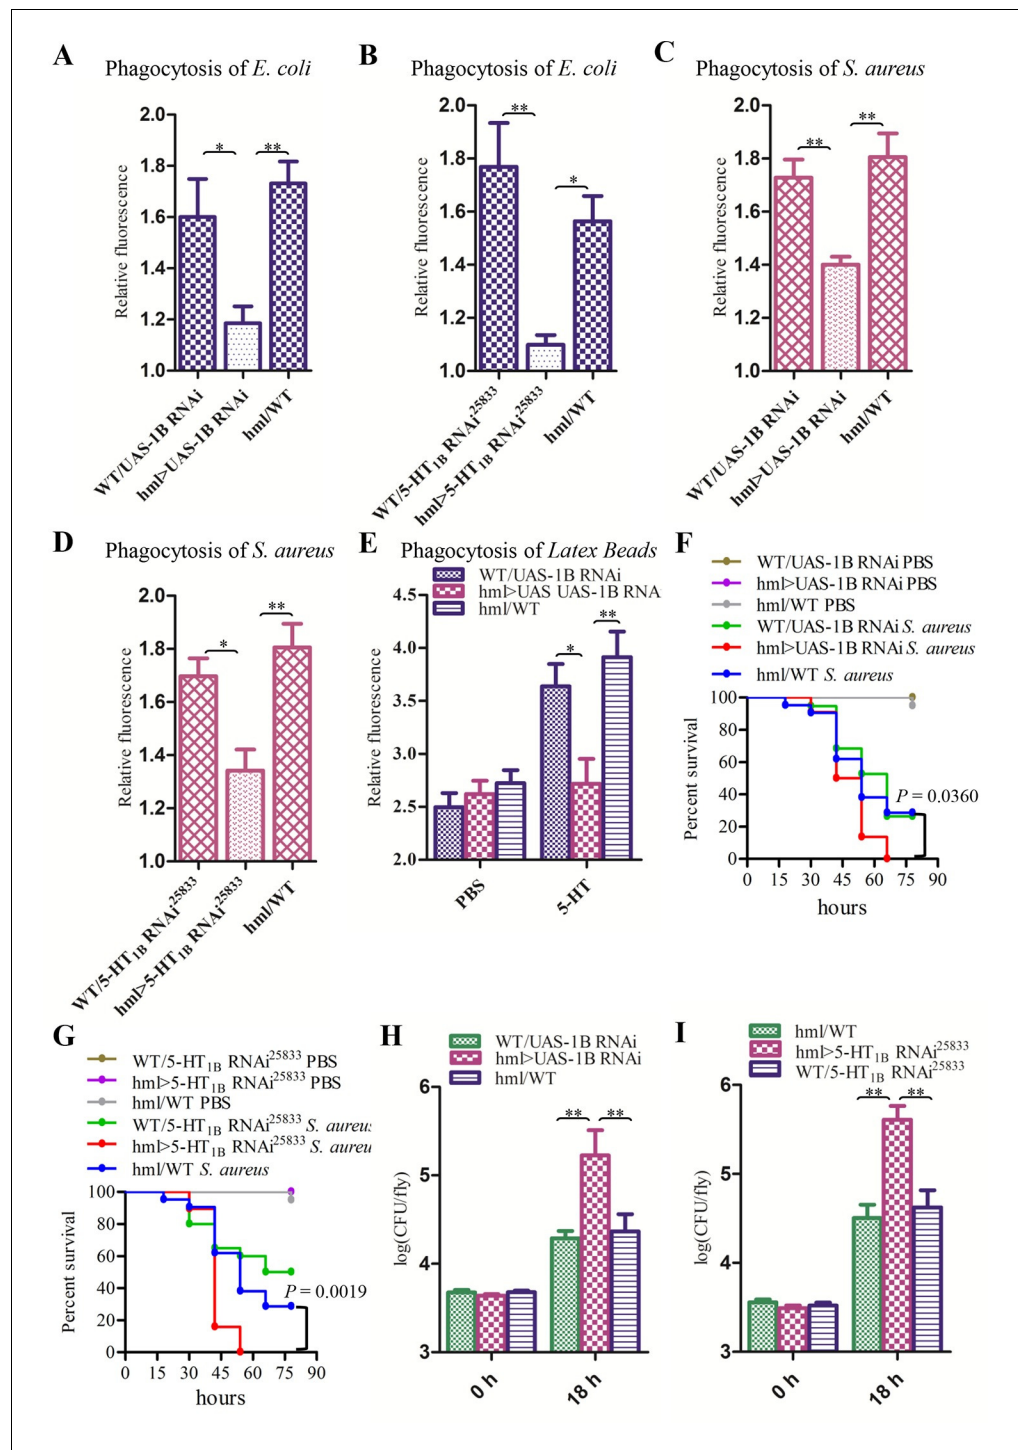 A
Phagocytosis of E. coli
Relative fluorescence
2.0
1.8
1.6
1.4
1.2
1.0
*
**
WT/UAS-1B RNAi
hml>UAS-1B RNAi
hml/WT
B
Phagocytosis of E. coli
Relative fluorescence
2.0
1.8
1.6
1.4
1.2
1.0
**
*
WT/5-HT1B RNAi25833
hml>5-HT1B RNAi25833
hml/WT
C
Phagocytosis of S. aureus
Relative fluorescence
2.0
1.8
1.6
1.4
1.2
1.0
**
**
WT/UAS-1B RNAi
hml>UAS-1B RNAi
hml/WT
D
Phagocytosis of S. aureus
Relative fluorescence
2.0
1.8
1.6
1.4
1.2
1.0
*
**
WT/5-HT1B RNAi25833
hml>5-HT1B RNAi25833
hml/WT
E
Phagocytosis of Latex Beads
WT/UAS-1B RNAi
hml>UAS UAS-1B RNA
hml/WT
Relative fluorescence
4.5
4.0
3.5
3.0
2.5
2.0
*
**
PBS
5-HT
F
WT/UAS-1B RNAi PBS
hml>UAS-1B RNAi PBS
hml/WT PBS
WT/UAS-1B RNAi S. aureus
hml>UAS-1B RNAi S. aureus
hml/WT S. aureus
Percent survival
100
80
60
40
20
0
P = 0.0360
0 15 30 45 60 75 90
hours
G
WT/5-HT1B RNAi25833 PBS
hml>5-HT1B RNAi25833 PBS
hml/WT PBS
WT/5-HT1B RNAi25833 S. aureus
hml>5-HT1B RNAi25833 S. aureu
hml/WT S. aureus
Percent survival
100
80
60
40
20
0
P = 0.0019
0 15 30 45 60 75 90
hours
H
WT/UAS-1B RNAi
hml>UAS-1B RNAi
hml/WT
log(CFU/fly)
6
5
4
3
**
**
0 h
18 h
I
hml/WT
hml>5-HT1B RNAi25833
WT/5-HT1B RNAi25833
log(CFU/fly)
6
5
4
3
**
**
0 h
18 h